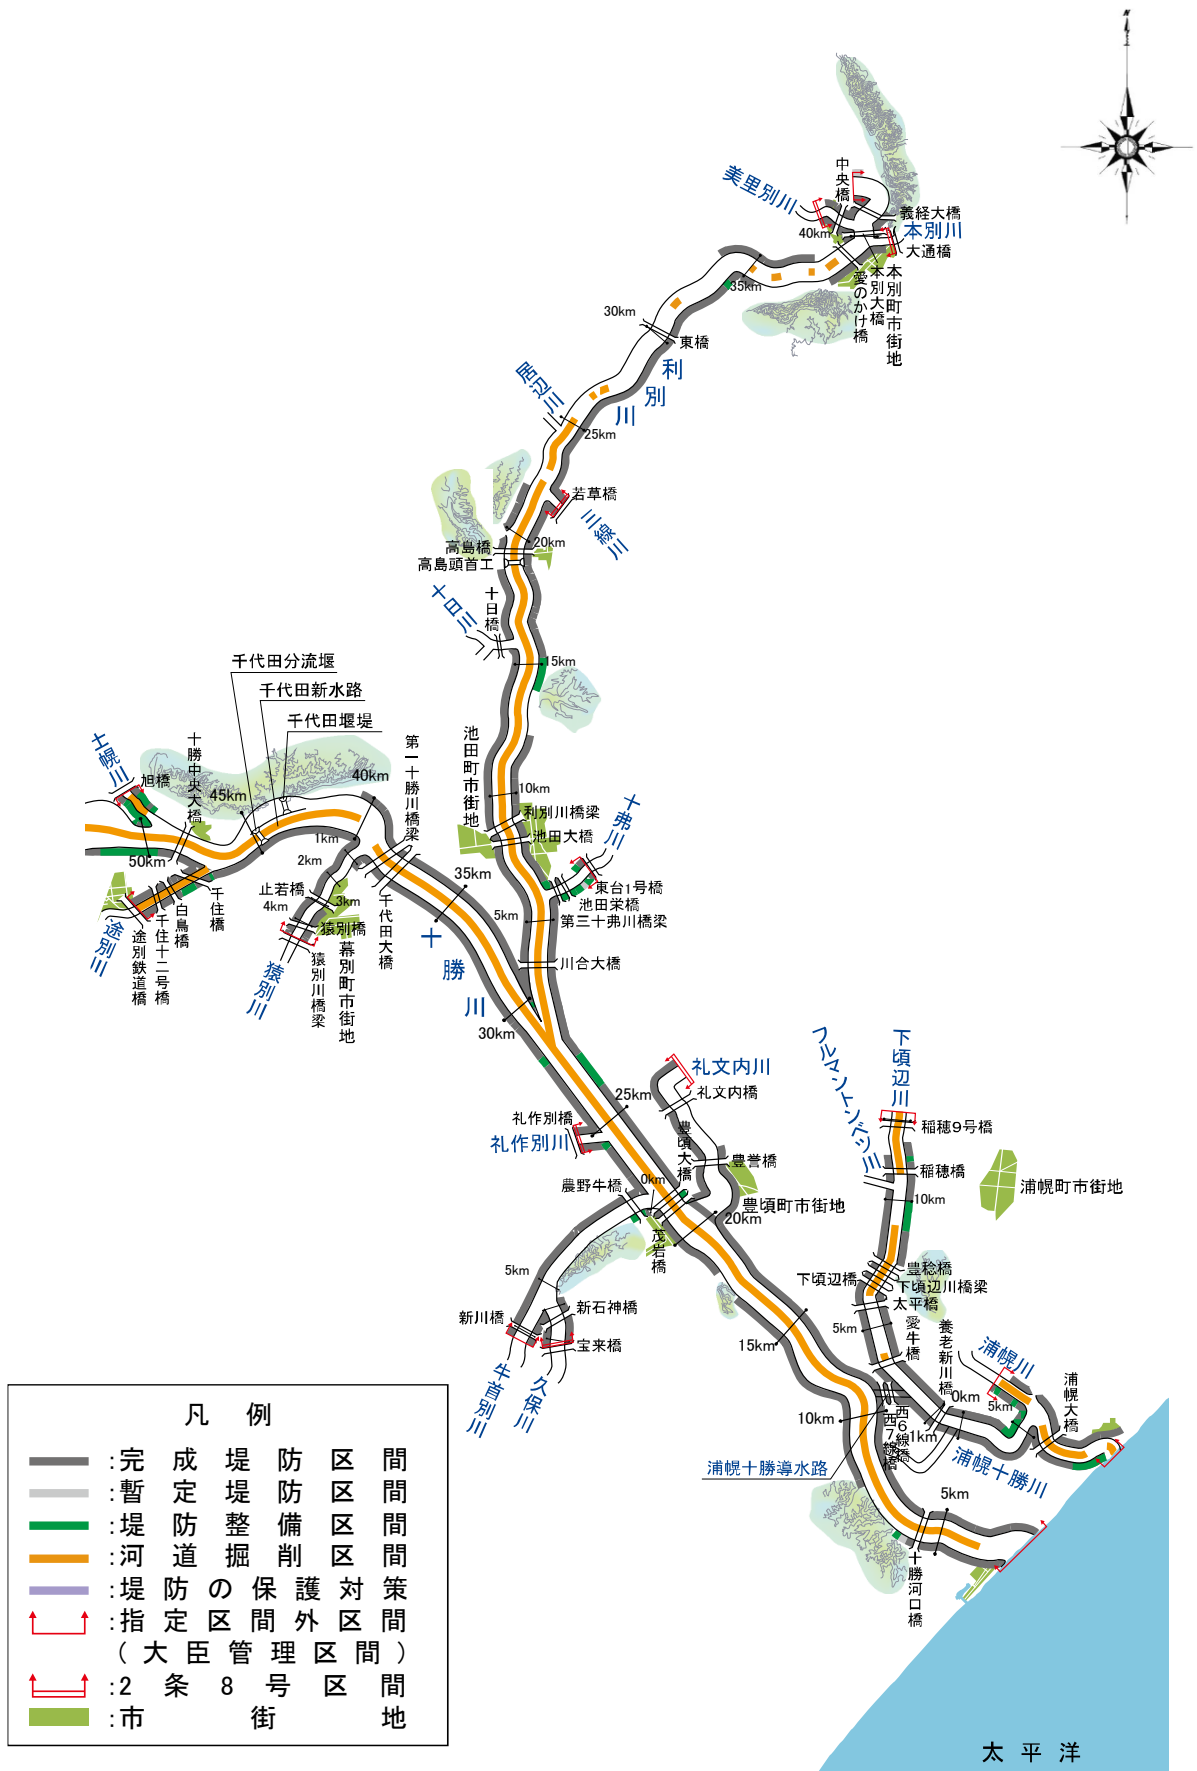 N
中央橋
美里別川
義経大橋
本別川
40km
大通橋
本別町市街地
本別大橋
愛のかけ橋
35km
30km
東橋
利別川
居辺川
25km
若草橋
三線川
20km
高島橋
高島頭首工
十日川
十日橋
15km
千代田分流堰
千代田新水路
千代田堰堤
士幌川
旭橋
十勝中央大橋
45km
40km
第一十勝川橋梁
池田町市街地
10km
利別川橋梁
池田大橋
十弗川
50km
1km
2km
3km
4km
止若橋
35km
東台1号橋
池田栄橋
5km
第三十弗川橋梁
千住橋
白鳥橋
千住十二号橋
途別鉄道橋
途別川
猿別橋
猿別川橋梁
幕別町市街地
猿別川
千代田大橋
十勝川
川合大橋
30km
下頃辺川
フルマントンベツ川
礼文内川
25km
礼文内橋
礼作別橋
礼作別川
豊頃大橋
稲穂9号橋
豊誉橋
稲穂橋
浦幌町市街地
農野牛橋
0km
豊頃町市街地
10km
20km
茂岩橋
5km
下頃辺橋
豊稔橋
下頃辺川橋梁
太平橋
新川橋
新石神橋
宝来橋
15km
5km
愛牛橋
養老新川橋
浦幌川
浦幌大橋
牛首別川
久保川
10km
0km
5km
1km
西6線橋
西7線橋
浦幌十勝川
浦幌十勝導水路
5km
十勝河口橋
凡例
:完成堤防区間
:暫定堤防区間
:堤防整備区間
:河道掘削区間
:堤防の保護対策
:指定区間外区間
(大臣管理区間)
:2条8号区間
:市街地
太平洋